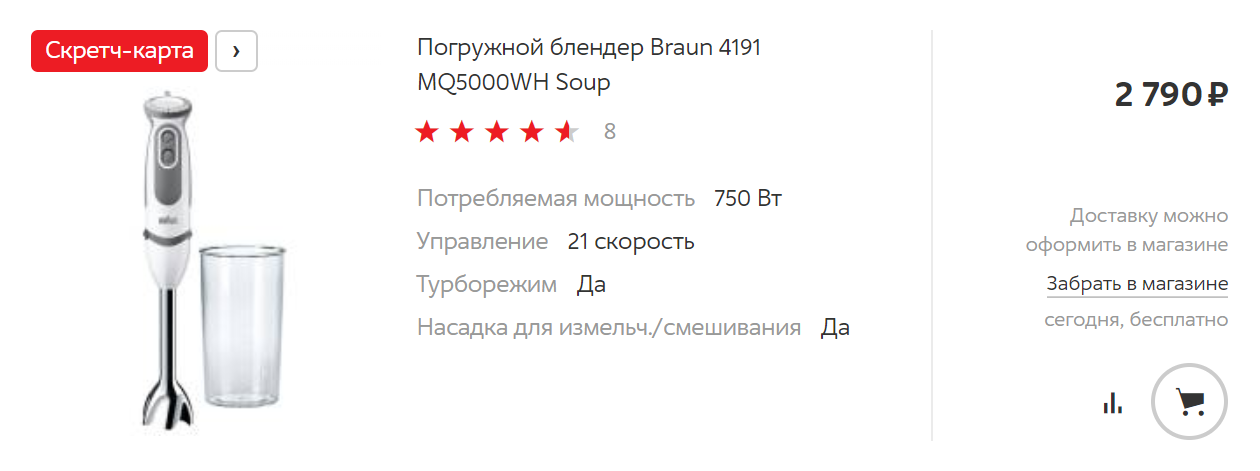 Скретч-карта
Погружной блендер Braun 4191
MQ5000WH Soup
8
Потребляемая мощность 750 Вт
Управление 21 скорость
Турборежим Да
Насадка для измельч./смешивания Да
2 790 ₽
Доставку можно
оформить в магазине
Забрать в магазине
сегодня, бесплатно